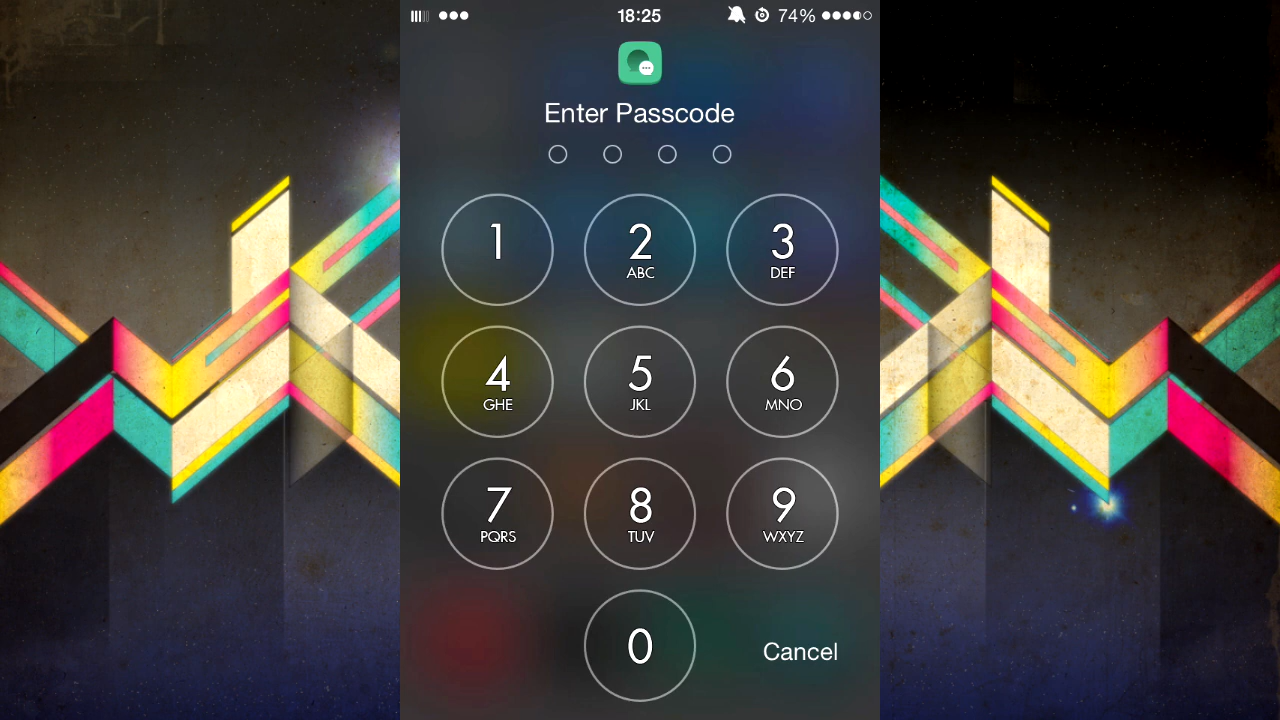 18:25 74%
Enter Passcode
1 2 3
ABC DEF
4 5 6
GHI JKL MNO
7 8 9
PQRS TUV WXYZ
0 Cancel